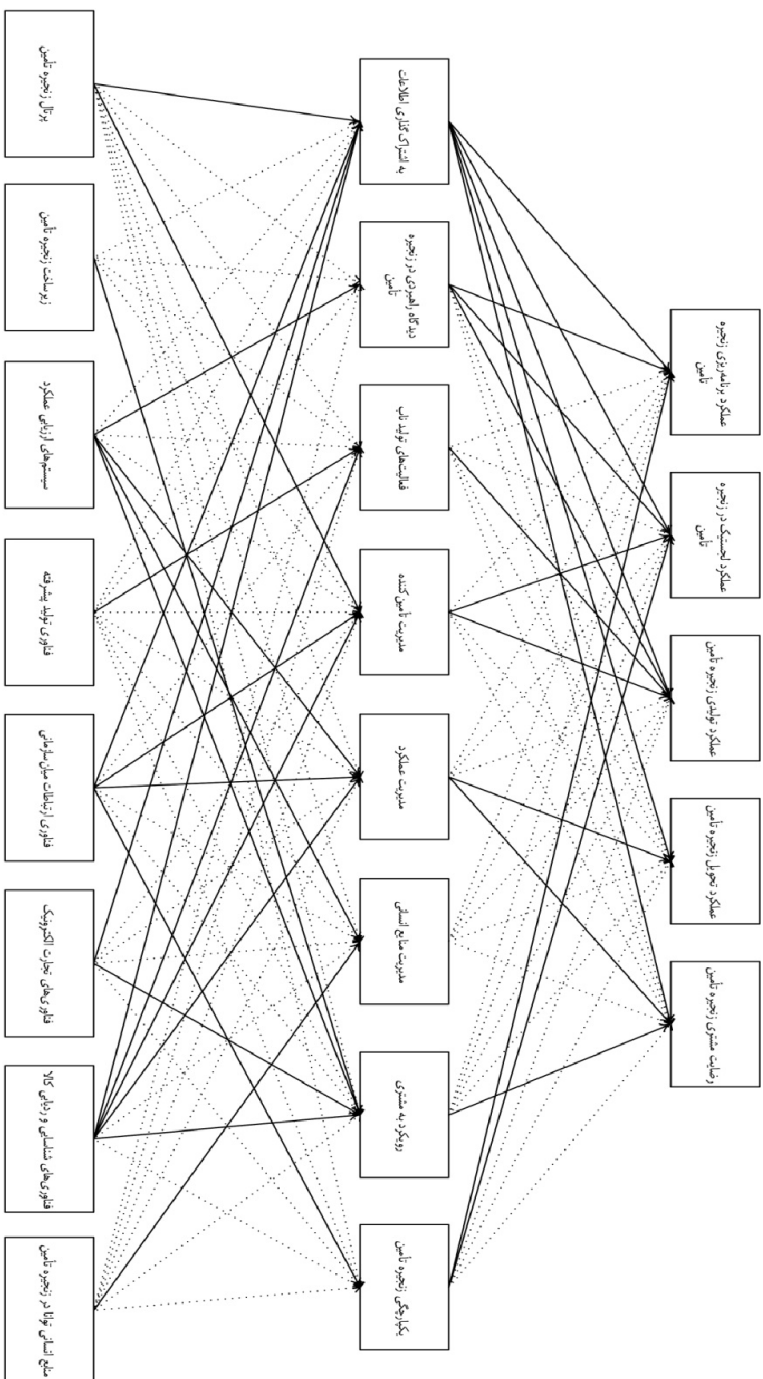 پرتال زنجیره تأمین
زیرساخت زنجیره تأمین
سیستم‌های ارزیابی عملکرد
فناوری تولید پیشرفته
فناوری ارتباطات میان‌سازمانی
فناوری‌های تجارت الکترونیک
فناوری‌های شناسایی و ردیابی کالا
منابع انسانی توانا در زنجیره تأمین
به اشتراک‌گذاری اطلاعات
دیدگاه راهبردی در زنجیره
تأمین
فعالیت‌های تولید ناب
مدیریت تأمین کننده
مدیریت عملکرد
مدیریت منابع انسانی
رویکرد به مشتری
یکپارچگی زنجیره تأمین
عملکرد برنامه‌ریزی زنجیره
تأمین
عملکرد لجستیک در زنجیره
تأمین
عملکرد تولیدی زنجیره تأمین
عملکرد تحویل زنجیره تأمین
رضایت مشتری زنجیره تأمین